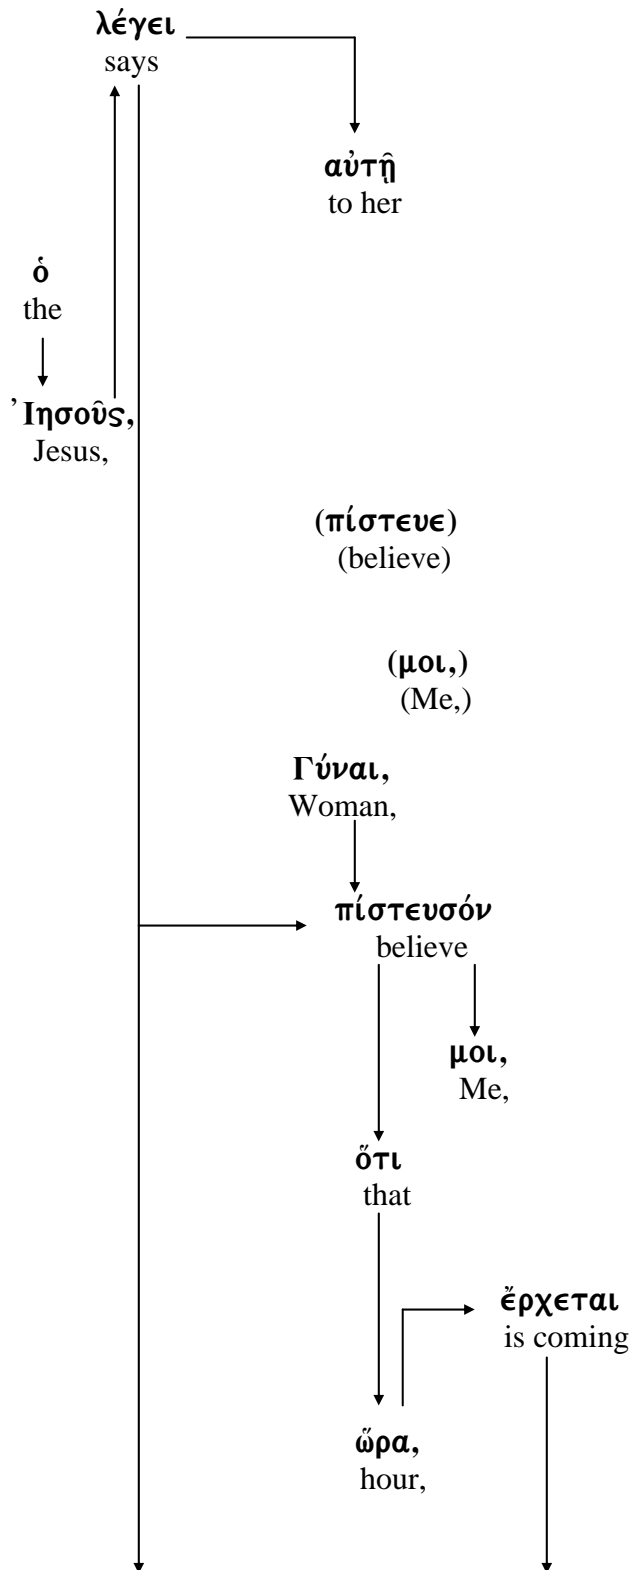 λέγει
says
αὐτῇ
to her
ὁ
the
Ἰησοῦς,
Jesus,
(πίστευε)
(believe)
(μοι,)
(Me,)
Γύναι,
Woman,
πίστευσόν
believe
μοι,
Me,
ὅτι
that
ἔρχεται
is coming
ὥρα,
hour,